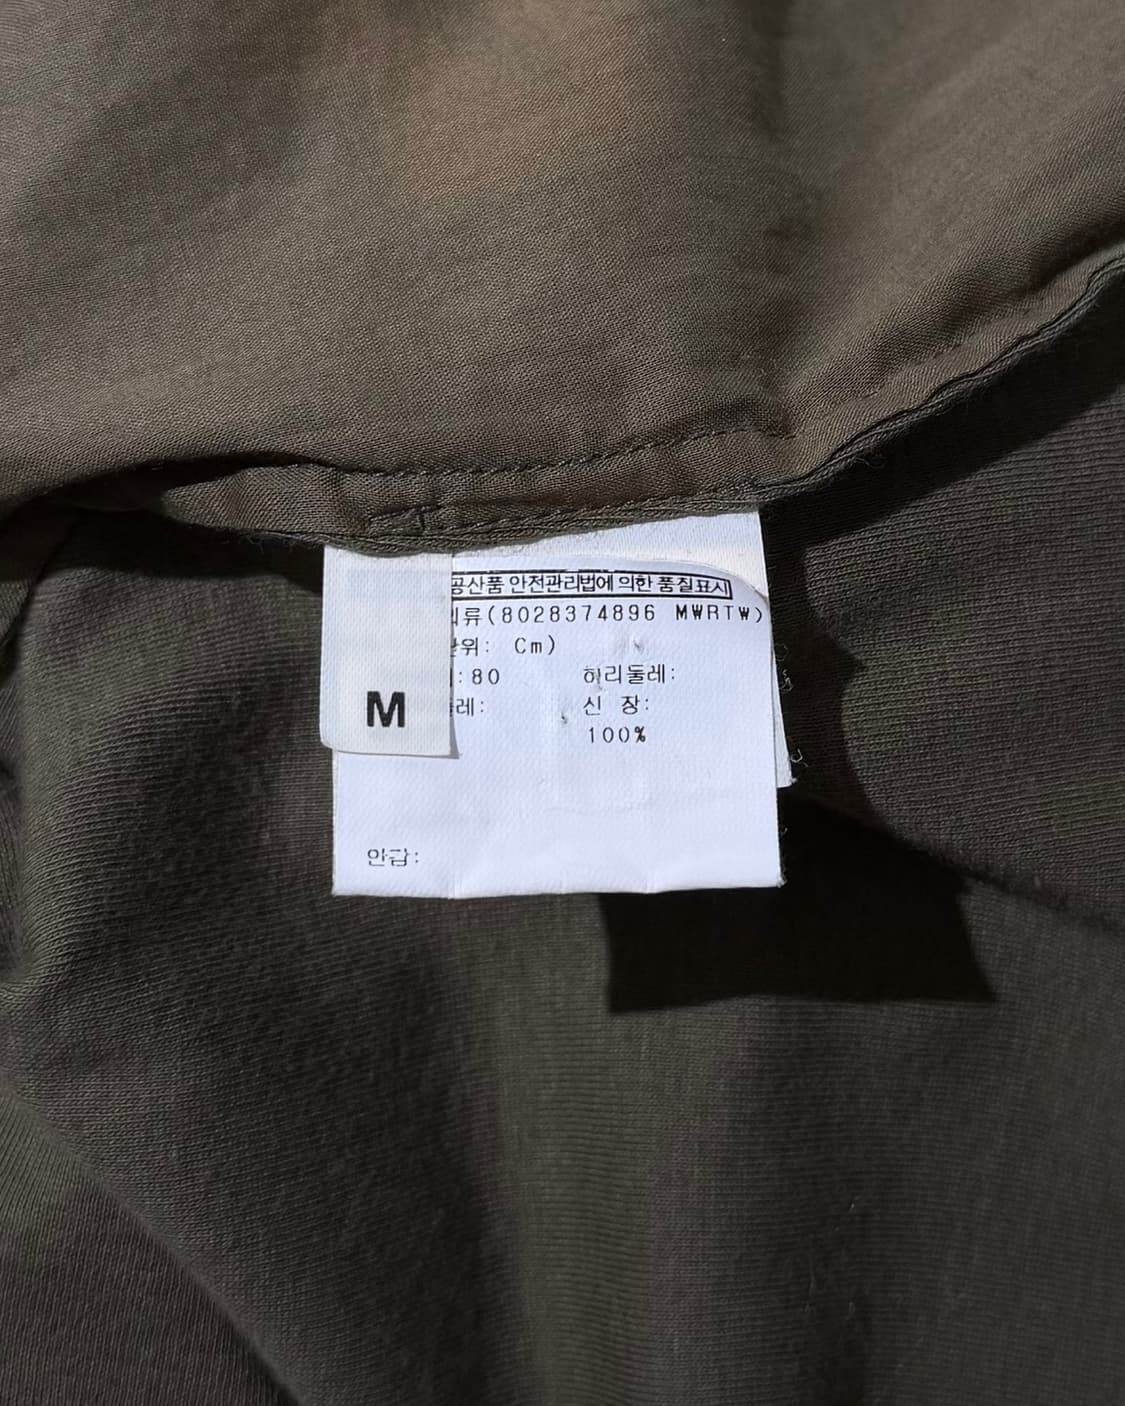 공산품 안전관리법에 의한 품질표시
류(8028374896 MWRTW)
위: Cm)
:80 허리둘레:
M
레: 신 장:
100%
안감: